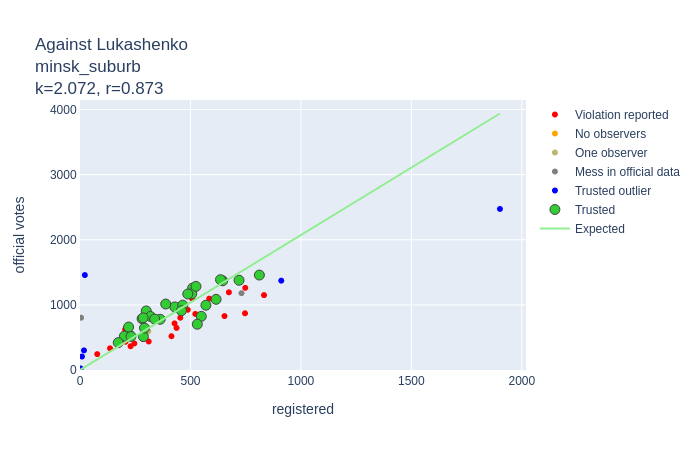 Against Lukashenko
minsk_suburb
k=2.072, r=0.873
4000
3000
2000
1000
0
0
500
1000
1500
2000
official votes
registered
Violation reported
No observers
One observer
Mess in official data
Trusted outlier
Trusted
Expected